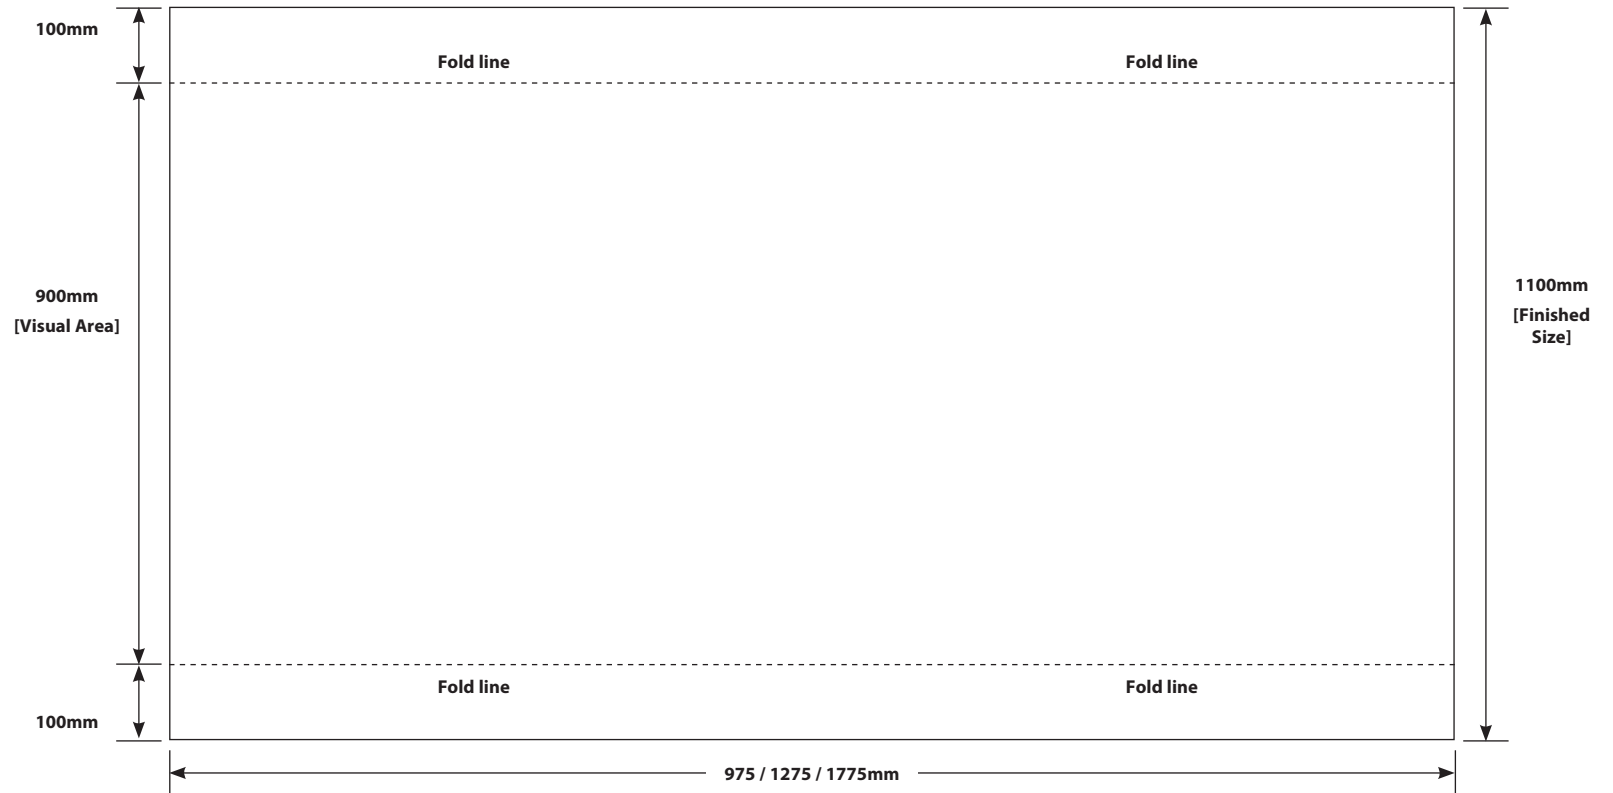 100mm
Fold line
Fold line
900mm
[Visual Area]
1100mm
[Finished
Size]
Fold line
Fold line
100mm
975 / 1275 / 1775mm